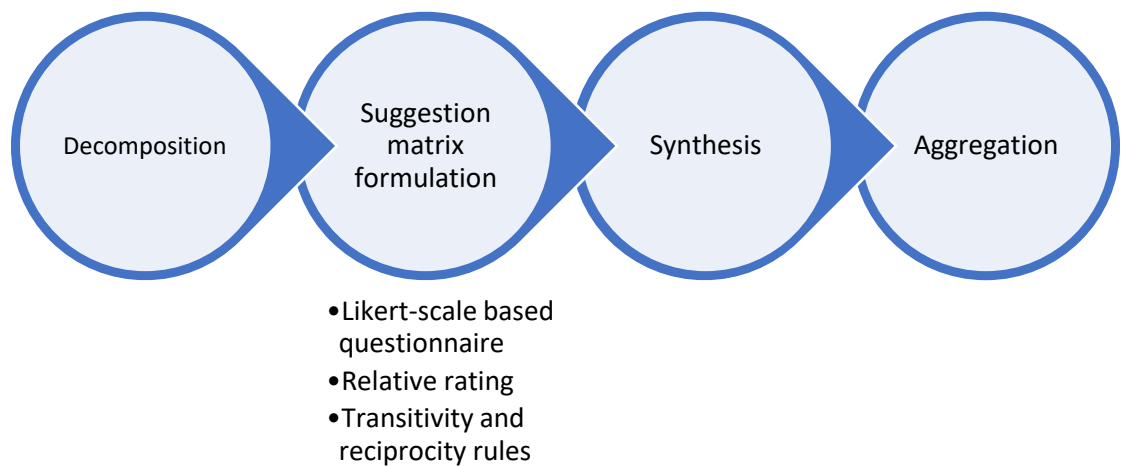 Decomposition
Suggestion
matrix
formulation
Synthesis
Aggregation
•Likert-scale based
questionnaire
•Relative rating
•Transitivity and
reciprocity rules